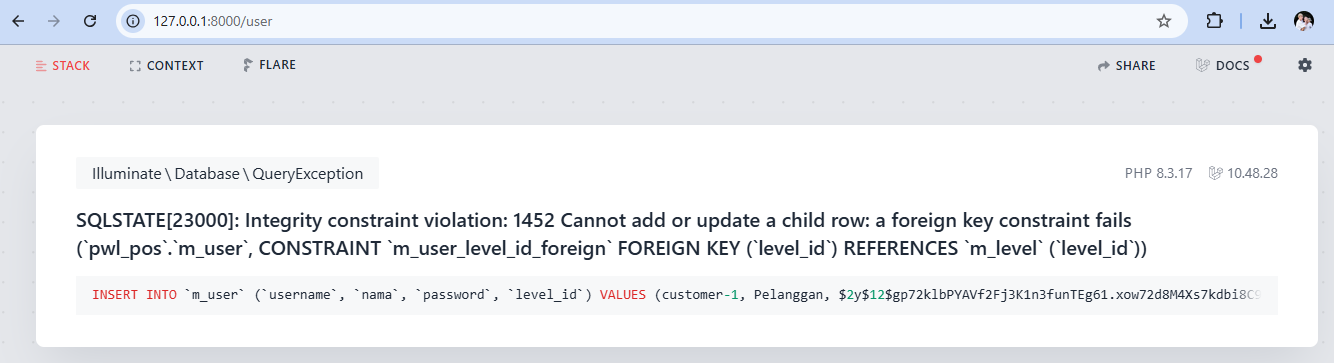 127.0.0.1:8000/user
STACK CONTEXT FLARE SHARE DOCS
Illuminate \ Database \ QueryException PHP 8.3.17 10.48.28
SQLSTATE[23000]: Integrity constraint violation: 1452 Cannot add or update a child row: a foreign key constraint fails
(`pwl_pos`.`m_user`, CONSTRAINT `m_user_level_id_foreign` FOREIGN KEY (`level_id`) REFERENCES `m_level` (`level_id`))
INSERT INTO `m_user` (`username`, `nama`, `password`, `level_id`) VALUES (customer-1, Pelanggan, $2y$12$gp72klbPYAVf2Fj3K1n3funTEg61.xow72d8M4Xs7kdbi8C9